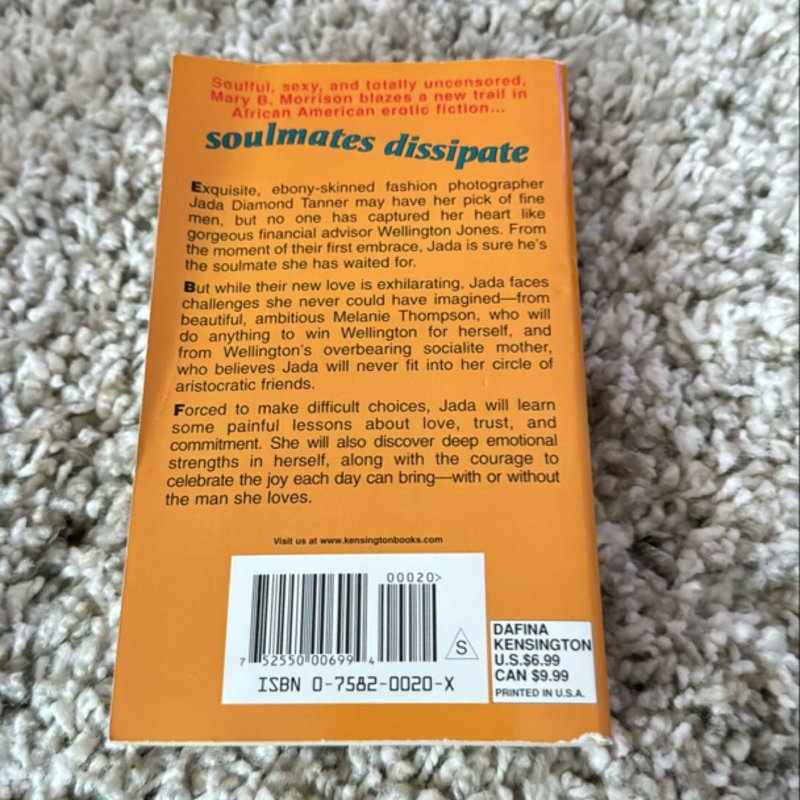 Soulful, sexy, and totally uncensored,
Mary B. Morrison blazes a new trail in
African American erotic fiction...
soulmates dissipate
Exquisite, ebony-skinned fashion photographer
Jada Diamond Tanner may have her pick of fine
men, but no one has captured her heart like
gorgeous financial advisor Wellington Jones. From
the moment of their first embrace, Jada is sure he's
the soulmate she has waited for.
But while their new love is exhilarating, Jada faces
challenges she never could have imagined—from
beautiful, ambitious Melanie Thompson, who will
do anything to win Wellington for herself, and
from Wellington's overbearing socialite mother,
who believes Jada will never fit into her circle of
aristocratic friends.
Forced to make difficult choices, Jada will learn
some painful lessons about love, trust, and
commitment. She will also discover deep emotional
strengths in herself, along with the courage to
celebrate the joy each day can bring—with or without
the man she loves.
Visit us at www.kensingtonbooks.com
00020>
7 52550 00699 4
S
ISBN 0-7582-0020-X
DAFINA
KENSINGTON
U.S.$6.99
CAN $9.99
PRINTED IN U.S.A.